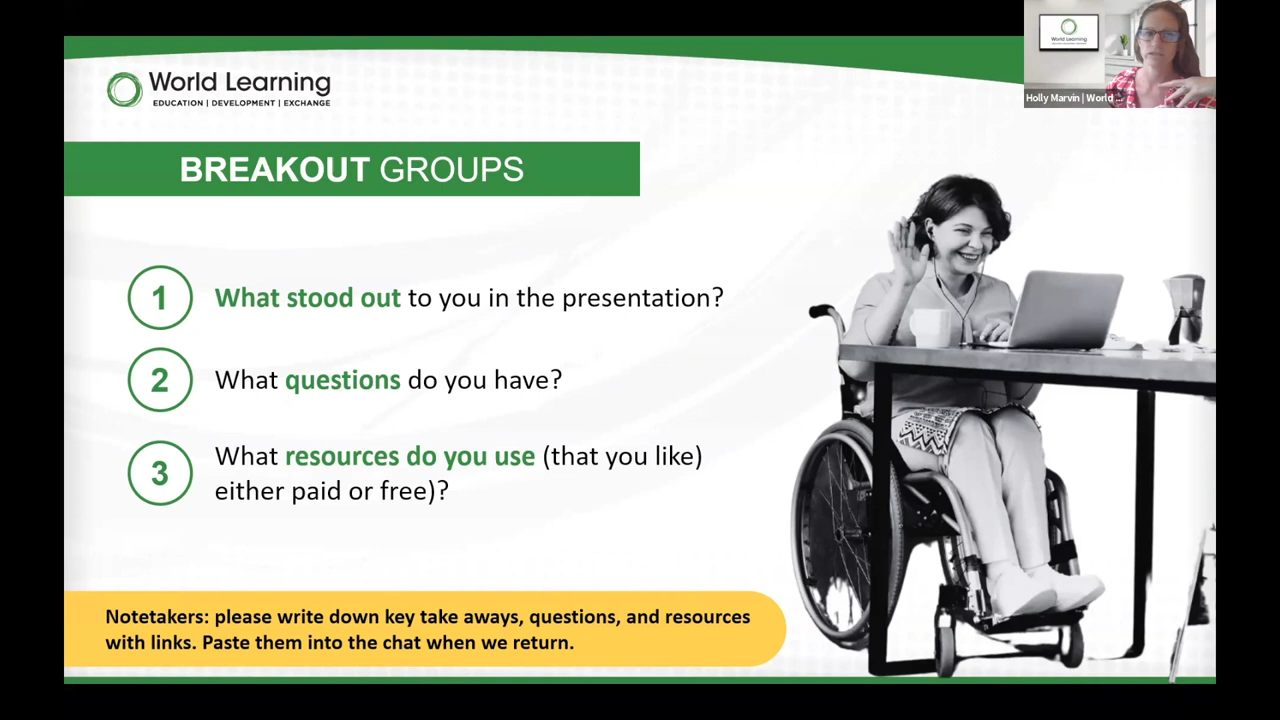 World Learning
EDUCATION | DEVELOPMENT | EXCHANGE
BREAKOUT GROUPS
1
What stood out to you in the presentation?
2
What questions do you have?
3
What resources do you use (that you like)
either paid or free)?
Notetakers: please write down key take aways, questions, and resources
with links. Paste them into the chat when we return.
World Learning
Holly Marvin | World ...